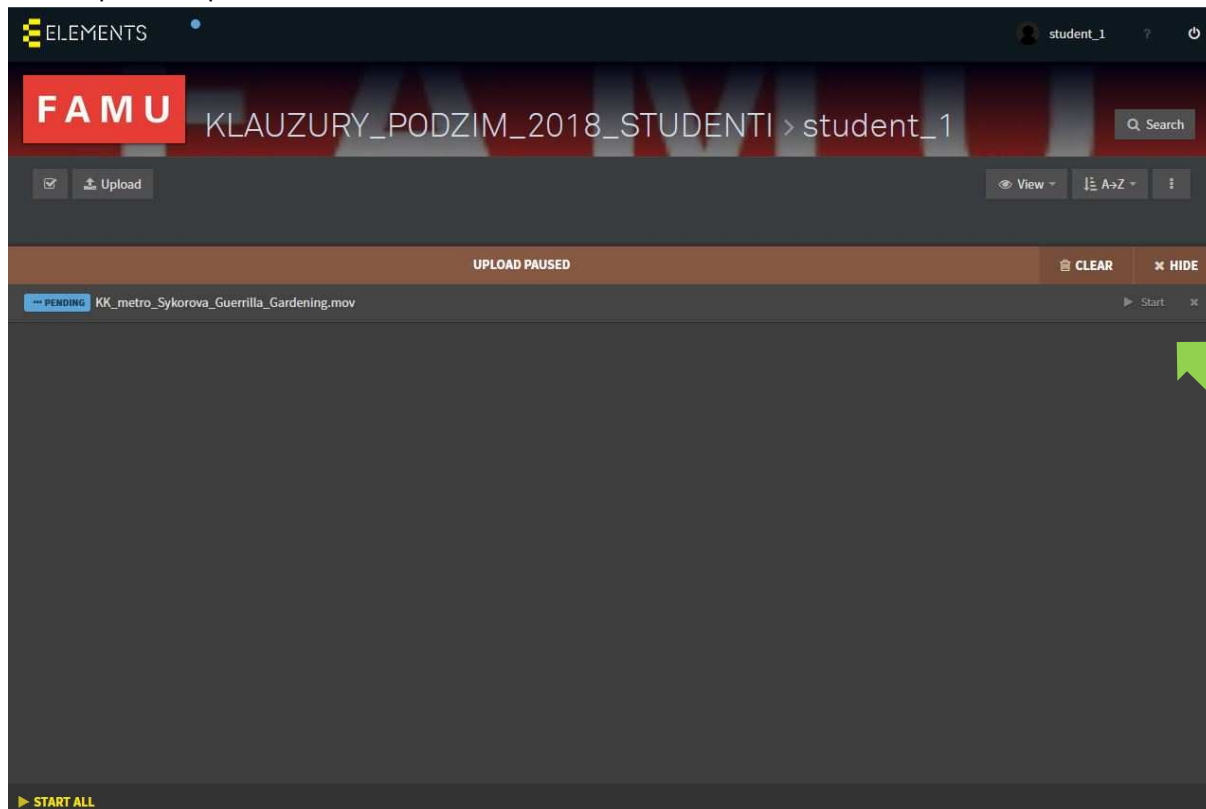 ELEMENTS
student_1 ?
FAMU
KLAUZURY_PODZIM_2018_STUDENTI > student_1
Search
Upload
View
A→Z
UPLOAD PAUSED
CLEAR
HIDE
PENDING KK_metro_Sykorova_Guerrilla_Gardening.mov
Start
START ALL